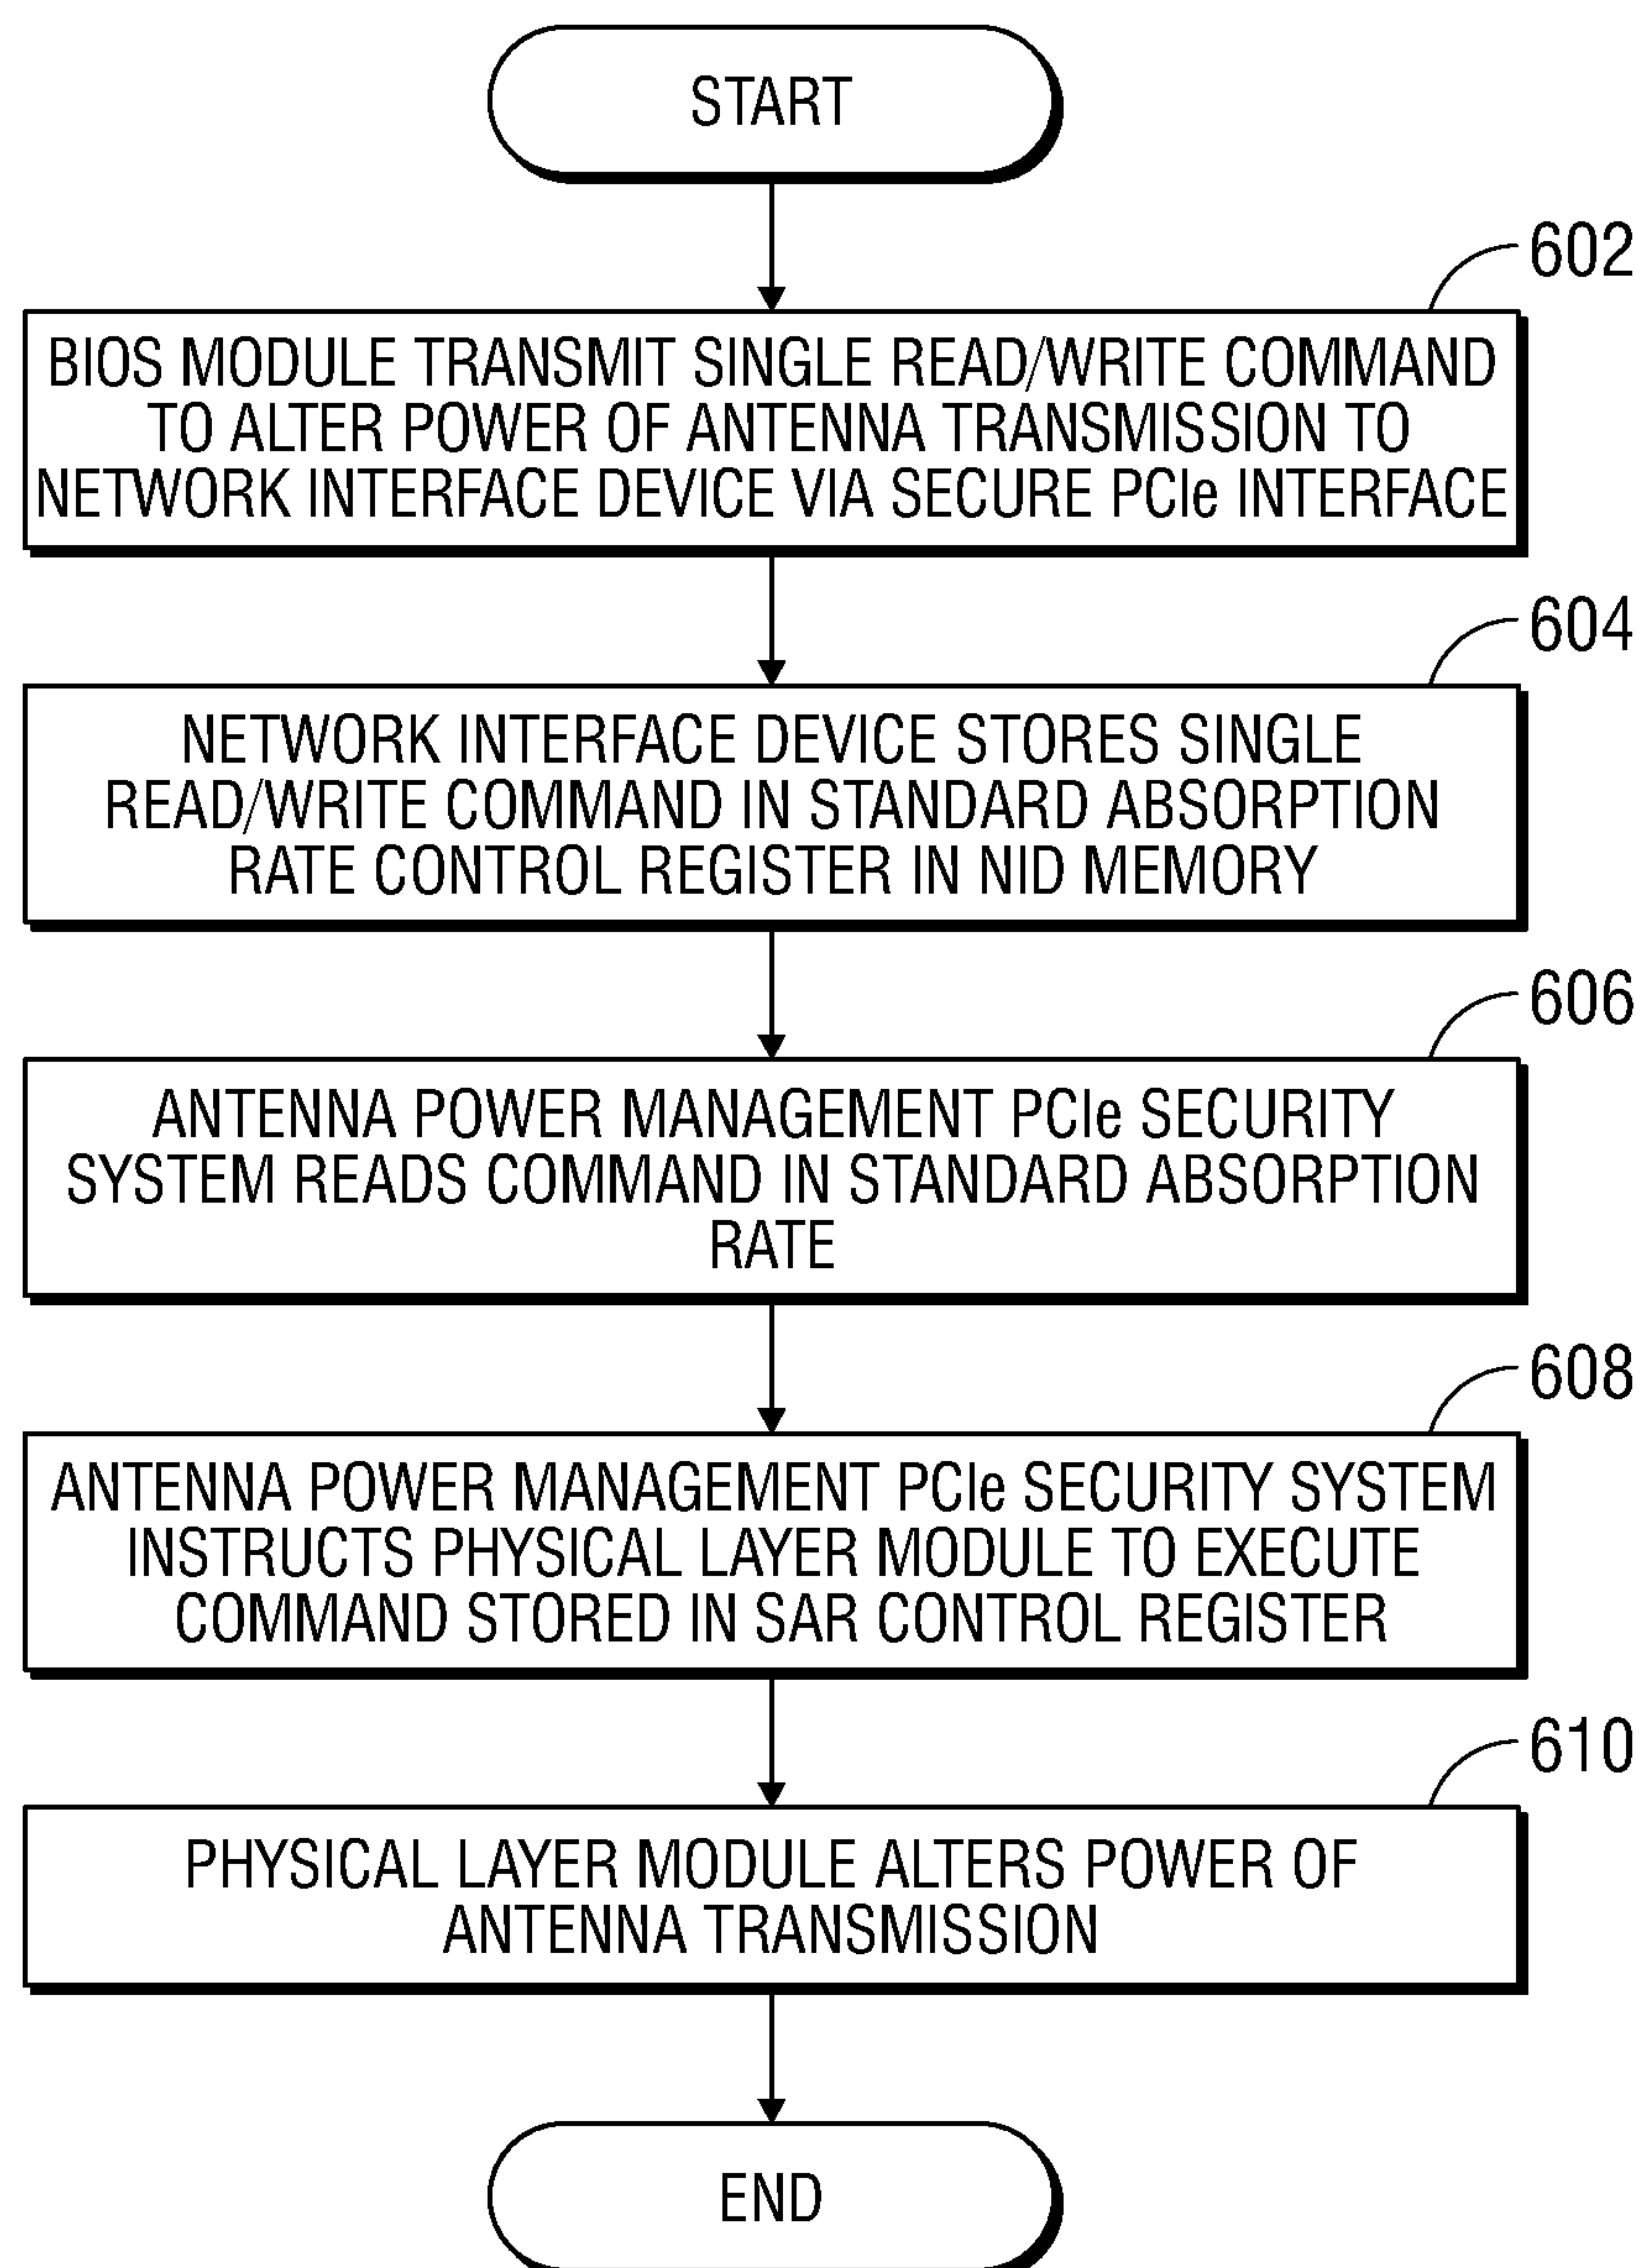 START
602
BIOS MODULE TRANSMIT SINGLE READ/WRITE COMMAND
TO ALTER POWER OF ANTENNA TRANSMISSION TO
NETWORK INTERFACE DEVICE VIA SECURE PCIe INTERFACE
604
NETWORK INTERFACE DEVICE STORES SINGLE
READ/WRITE COMMAND IN STANDARD ABSORPTION
RATE CONTROL REGISTER IN NID MEMORY
606
ANTENNA POWER MANAGEMENT PCIe SECURITY
SYSTEM READS COMMAND IN STANDARD ABSORPTION
RATE
608
ANTENNA POWER MANAGEMENT PCIe SECURITY SYSTEM
INSTRUCTS PHYSICAL LAYER MODULE TO EXECUTE
COMMAND STORED IN SAR CONTROL REGISTER
610
PHYSICAL LAYER MODULE ALTERS POWER OF
ANTENNA TRANSMISSION
END